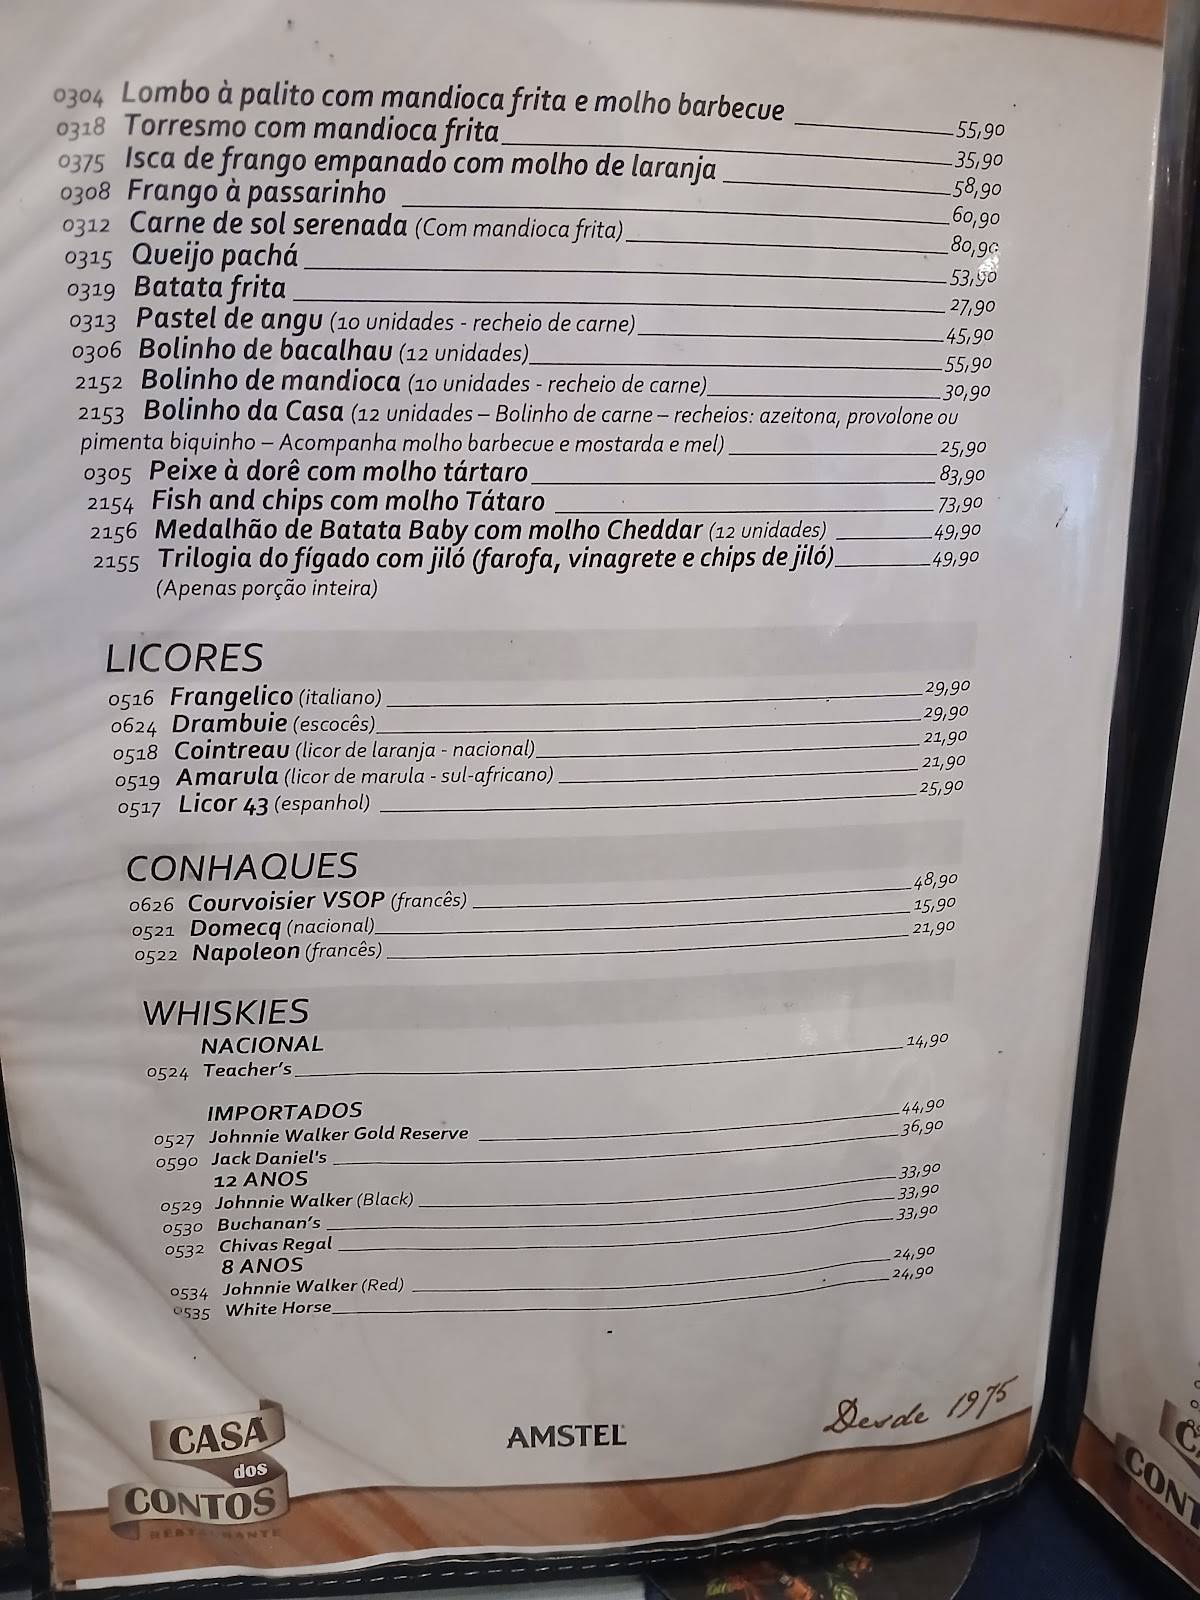 0304 Lombo à palito com mandioca frita e molho barbecue 55,90
0318 Torresmo com mandioca frita 35,90
0375 Isca de frango empanado com molho de laranja 58,90
0308 Frango à passarinho 60,90
0312 Carne de sol serenada (Com mandioca frita) 80,90
0315 Queijo pachá 53,90
0319 Batata frita 27,90
0313 Pastel de angu (10 unidades - recheio de carne) 45,90
0306 Bolinho de bacalhau (12 unidades) 55,90
2152 Bolinho de mandioca (10 unidades - recheio de carne) 30,90
2153 Bolinho da Casa (12 unidades – Bolinho de carne – recheios: azeitona, provolone ou
pimenta biquinho – Acompanha molho barbecue e mostarda e mel) 25,90
0305 Peixe à dorê com molho tártaro 83,90
2154 Fish and chips com molho Tátaro 73,90
2156 Medalhão de Batata Baby com molho Cheddar (12 unidades) 49,90
2155 Trilogia do fígado com jiló (farofa, vinagrete e chips de jiló) 49,90
(Apenas porção inteira)
LICORES
0516 Frangelico (italiano) 29,90
0624 Drambuie (escocês) 29,90
0518 Cointreau (licor de laranja - nacional) 21,90
0519 Amarula (licor de marula - sul-africano) 21,90
0517 Licor 43 (espanhol) 25,90
CONHAQUES
0626 Courvoisier VSOP (francês) 48,90
0521 Domecq (nacional) 15,90
0522 Napoleon (francês) 21,90
WHISKIES
NACIONAL
0524 Teacher's 14,90
IMPORTADOS
0527 Johnnie Walker Gold Reserve 44,90
0590 Jack Daniel's 36,90
12 ANOS
0529 Johnnie Walker (Black) 33,90
0530 Buchanan's 33,90
0532 Chivas Regal 33,90
8 ANOS
0534 Johnnie Walker (Red) 24,90
0535 White Horse 24,90
CASA
dos
CONTOS
RESTAURANTE
AMSTEL
Desde 1975